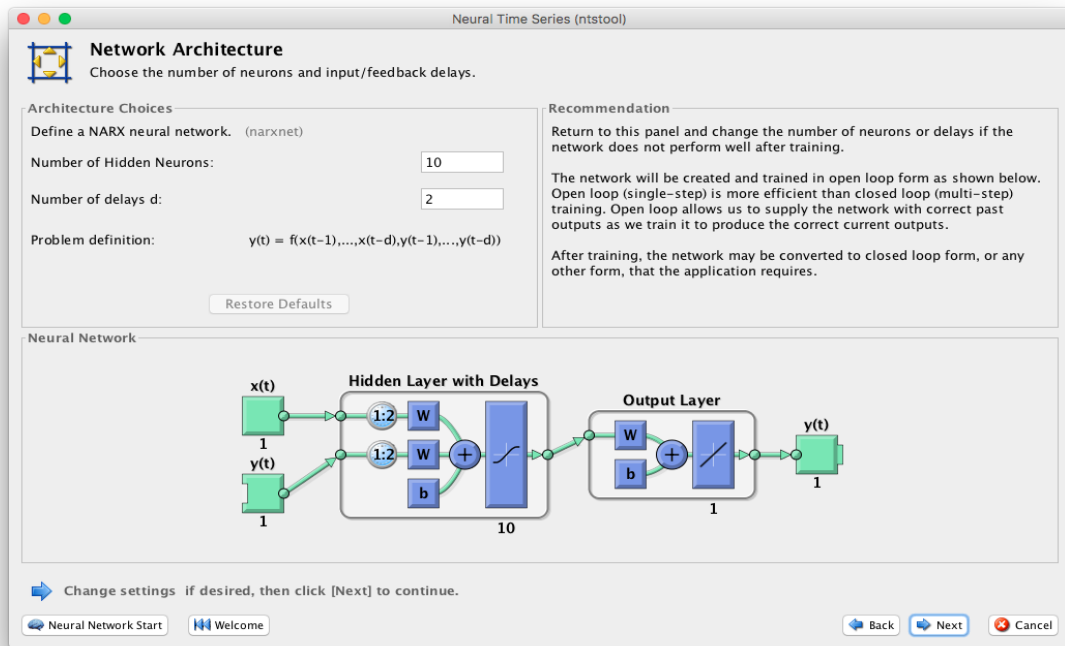 Neural Time Series (ntstool)
Network Architecture
Choose the number of neurons and input/feedback delays.
Architecture Choices
Define a NARX neural network. (narxnet)
Number of Hidden Neurons: 10
Number of delays d: 2
Problem definition: y(t) = f(x(t-1),...,x(t-d),y(t-1),...,y(t-d))
Restore Defaults
Recommendation
Return to this panel and change the number of neurons or delays if the
network does not perform well after training.
The network will be created and trained in open loop form as shown below.
Open loop (single-step) is more efficient than closed loop (multi-step)
training. Open loop allows us to supply the network with correct past
outputs as we train it to produce the correct current outputs.
After training, the network may be converted to closed loop form, or any
other form, that the application requires.
Neural Network
x(t)
1
y(t)
1
Hidden Layer with Delays
1:2 W
1:2 W +
b
10
Output Layer
W
+
b
1
y(t)
1
Change settings if desired, then click [Next] to continue.
Neural Network Start Welcome Back Next Cancel